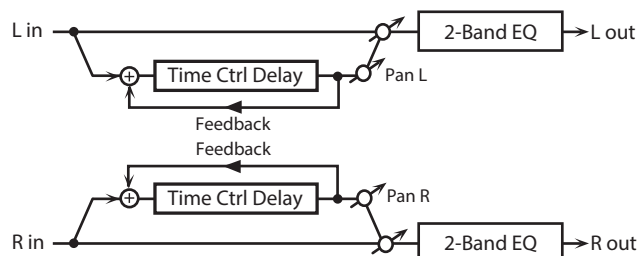 L in
2-Band EQ
L out
+
Time Ctrl Delay
Pan L
Feedback
Feedback
+
Time Ctrl Delay
Pan R
R in
2-Band EQ
R out